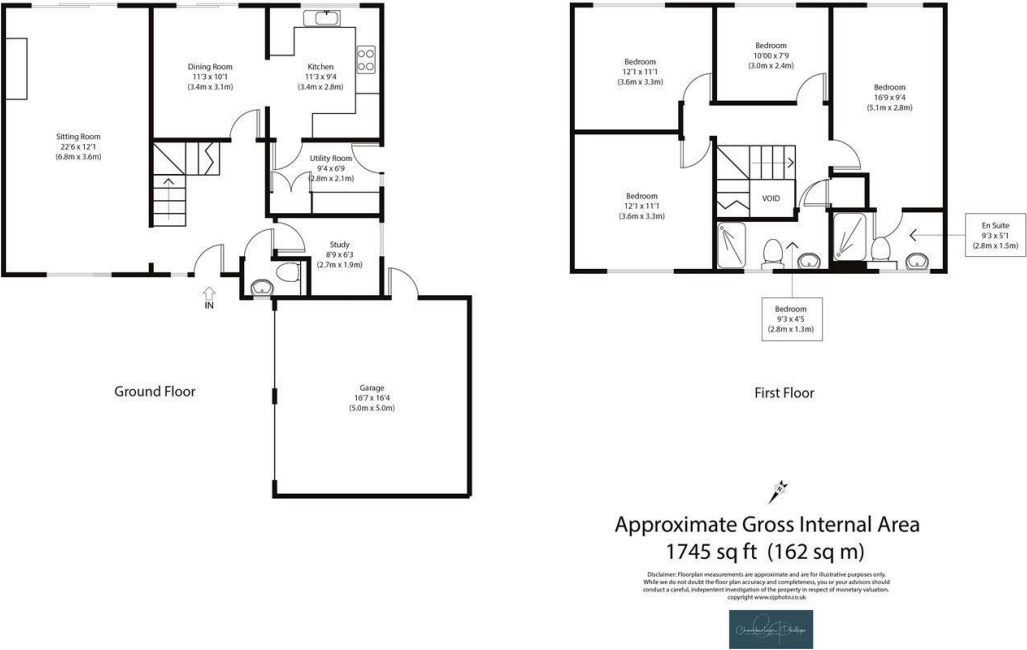 Sitting Room
22'6 x 12'1
(6.8m x 3.6m)
Dining Room
11'3 x 10'1
(3.4m x 3.1m)
Kitchen
11'3 x 9'4
(3.4m x 2.8m)
Utility Room
9'4 x 6'9
(2.8m x 2.1m)
Study
8'9 x 6'3
(2.7m x 1.9m)
IN
Garage
16'7 x 16'4
(5.0m x 5.0m)
Ground Floor
Bedroom
12'1 x 11'1
(3.6m x 3.3m)
Bedroom
10'00 x 7'9
(3.0m x 2.4m)
Bedroom
16'9 x 9'4
(5.1m x 2.8m)
Bedroom
12'1 x 11'1
(3.6m x 3.3m)
VOID
En Suite
9'3 x 5'1
(2.8m x 1.5m)
Bedroom
9'3 x 4'5
(2.8m x 1.3m)
First Floor
N
Approximate Gross Internal Area
1745 sq ft (162 sq m)
Disclaimer: Floorplan measurements are approximate and are for illustrative purposes only.
While we do not doubt the floor plan accuracy and completeness, you or your advisors should
conduct a careful, independent investigation of the property in respect of monetary valuation.
copyright www.ojphoto.co.uk
Chamberlain Phillips